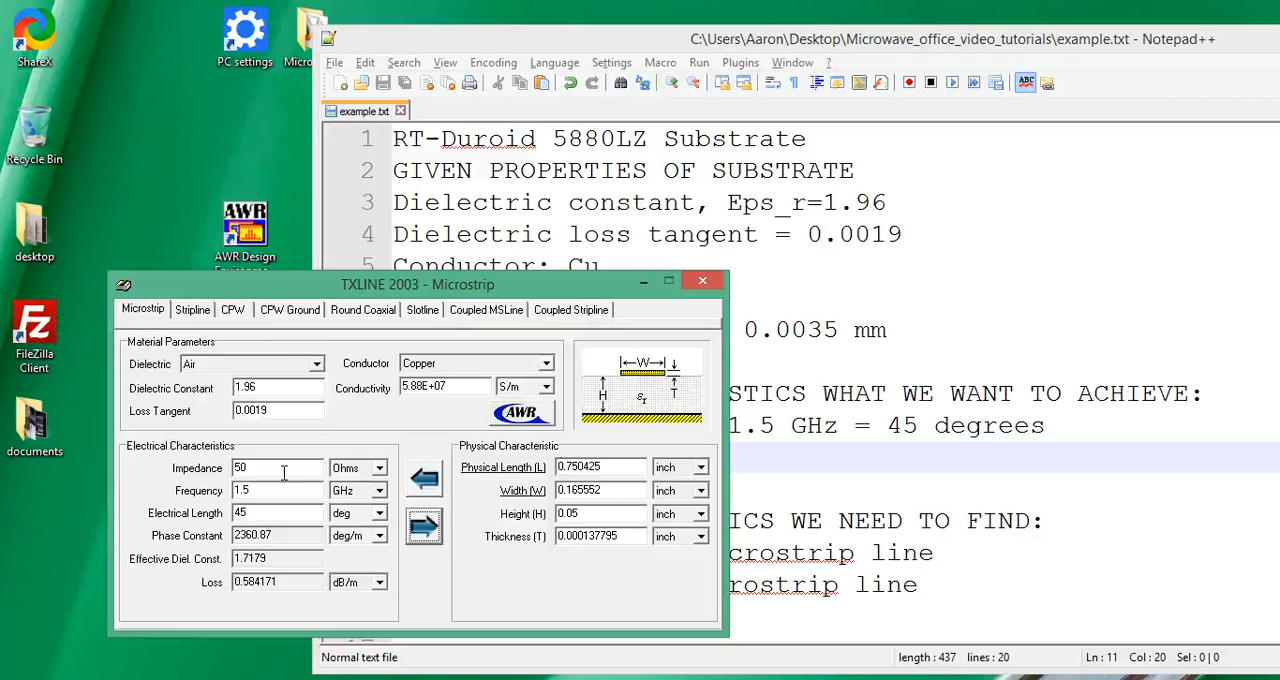 ShareX
PC settings
Micro
Recycle Bin
desktop
AWR
AWR Design
FileZilla
Client
documents
C:\Users\Aaron\Desktop\Microwave_office_video_tutorials\example.txt - Notepad++
File Edit Search View Encoding Language Settings Macro Run Plugins Window ?
ABC
example.txt
1 RT-Duroid 5880LZ Substrate
2 GIVEN PROPERTIES OF SUBSTRATE
3 Dielectric constant, Eps_r=1.96
4 Dielectric loss tangent = 0.0019
5 Conductor: Cu
0.0035 mm
STICS WHAT WE WANT TO ACHIEVE:
1.5 GHz = 45 degrees
ICS WE NEED TO FIND:
crostrip line
rostrip line
TXLINE 2003 - Microstrip
Microstrip Stripline CPW CPW Ground Round Coaxial Slotline Coupled MSLine Coupled Stripline
Material Parameters
Dielectric Air Conductor Copper
Dielectric Constant 1.96 Conductivity 5.88E+07 S/m
Loss Tangent 0.0019
AWR
W
H
εr
T
Electrical Characteristics
Impedance 50 Ohms
Frequency 1.5 GHz
Electrical Length 45 deg
Phase Constant 2360.87 deg/m
Effective Diel. Const. 1.7179
Loss 0.584171 dB/m
Physical Characteristic
Physical Length (L) 0.750425 inch
Width (W) 0.165552 inch
Height (H) 0.05 inch
Thickness (T) 0.000137795 inch
Normal text file
length : 437 lines : 20
Ln : 11 Col : 20 Sel : 0 | 0